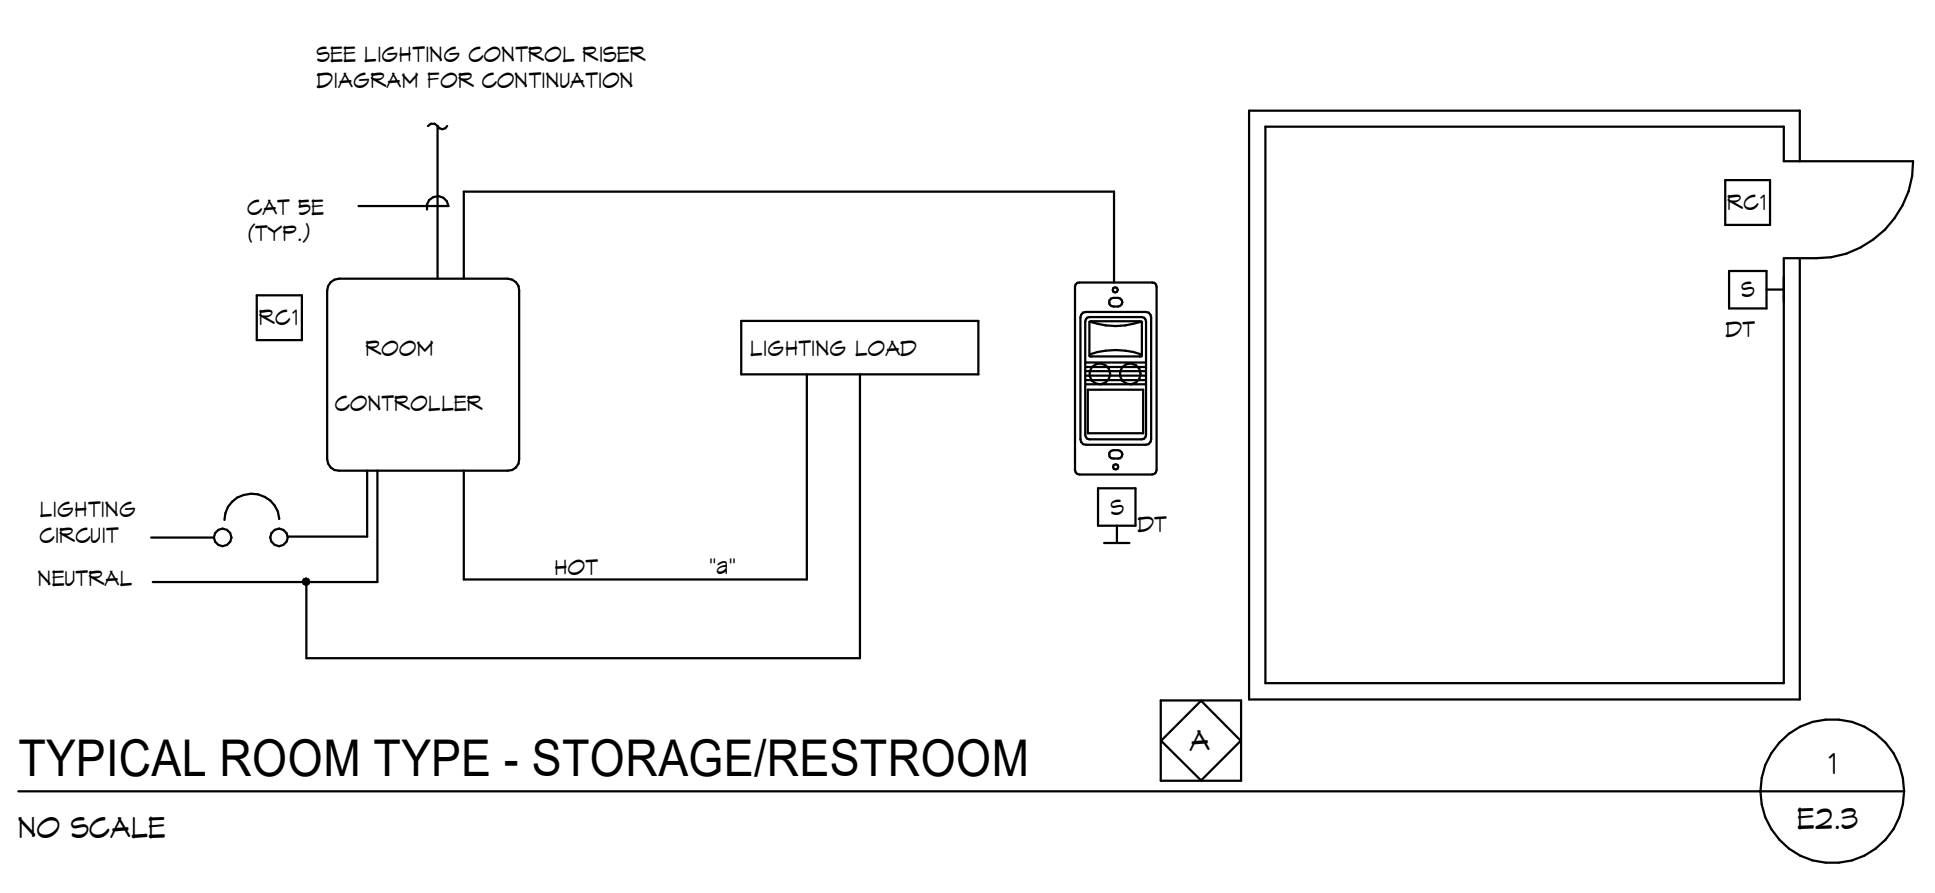 SEE LIGHTING CONTROL RISER
DIAGRAM FOR CONTINUATION
CAT 5E
(TYP.)
RC1
ROOM
CONTROLLER
LIGHTING LOAD
LIGHTING
CIRCUIT
NEUTRAL
HOT "a"
S
DT
RC1
S
DT
A
TYPICAL ROOM TYPE - STORAGE/RESTROOM
NO SCALE
1
E2.3